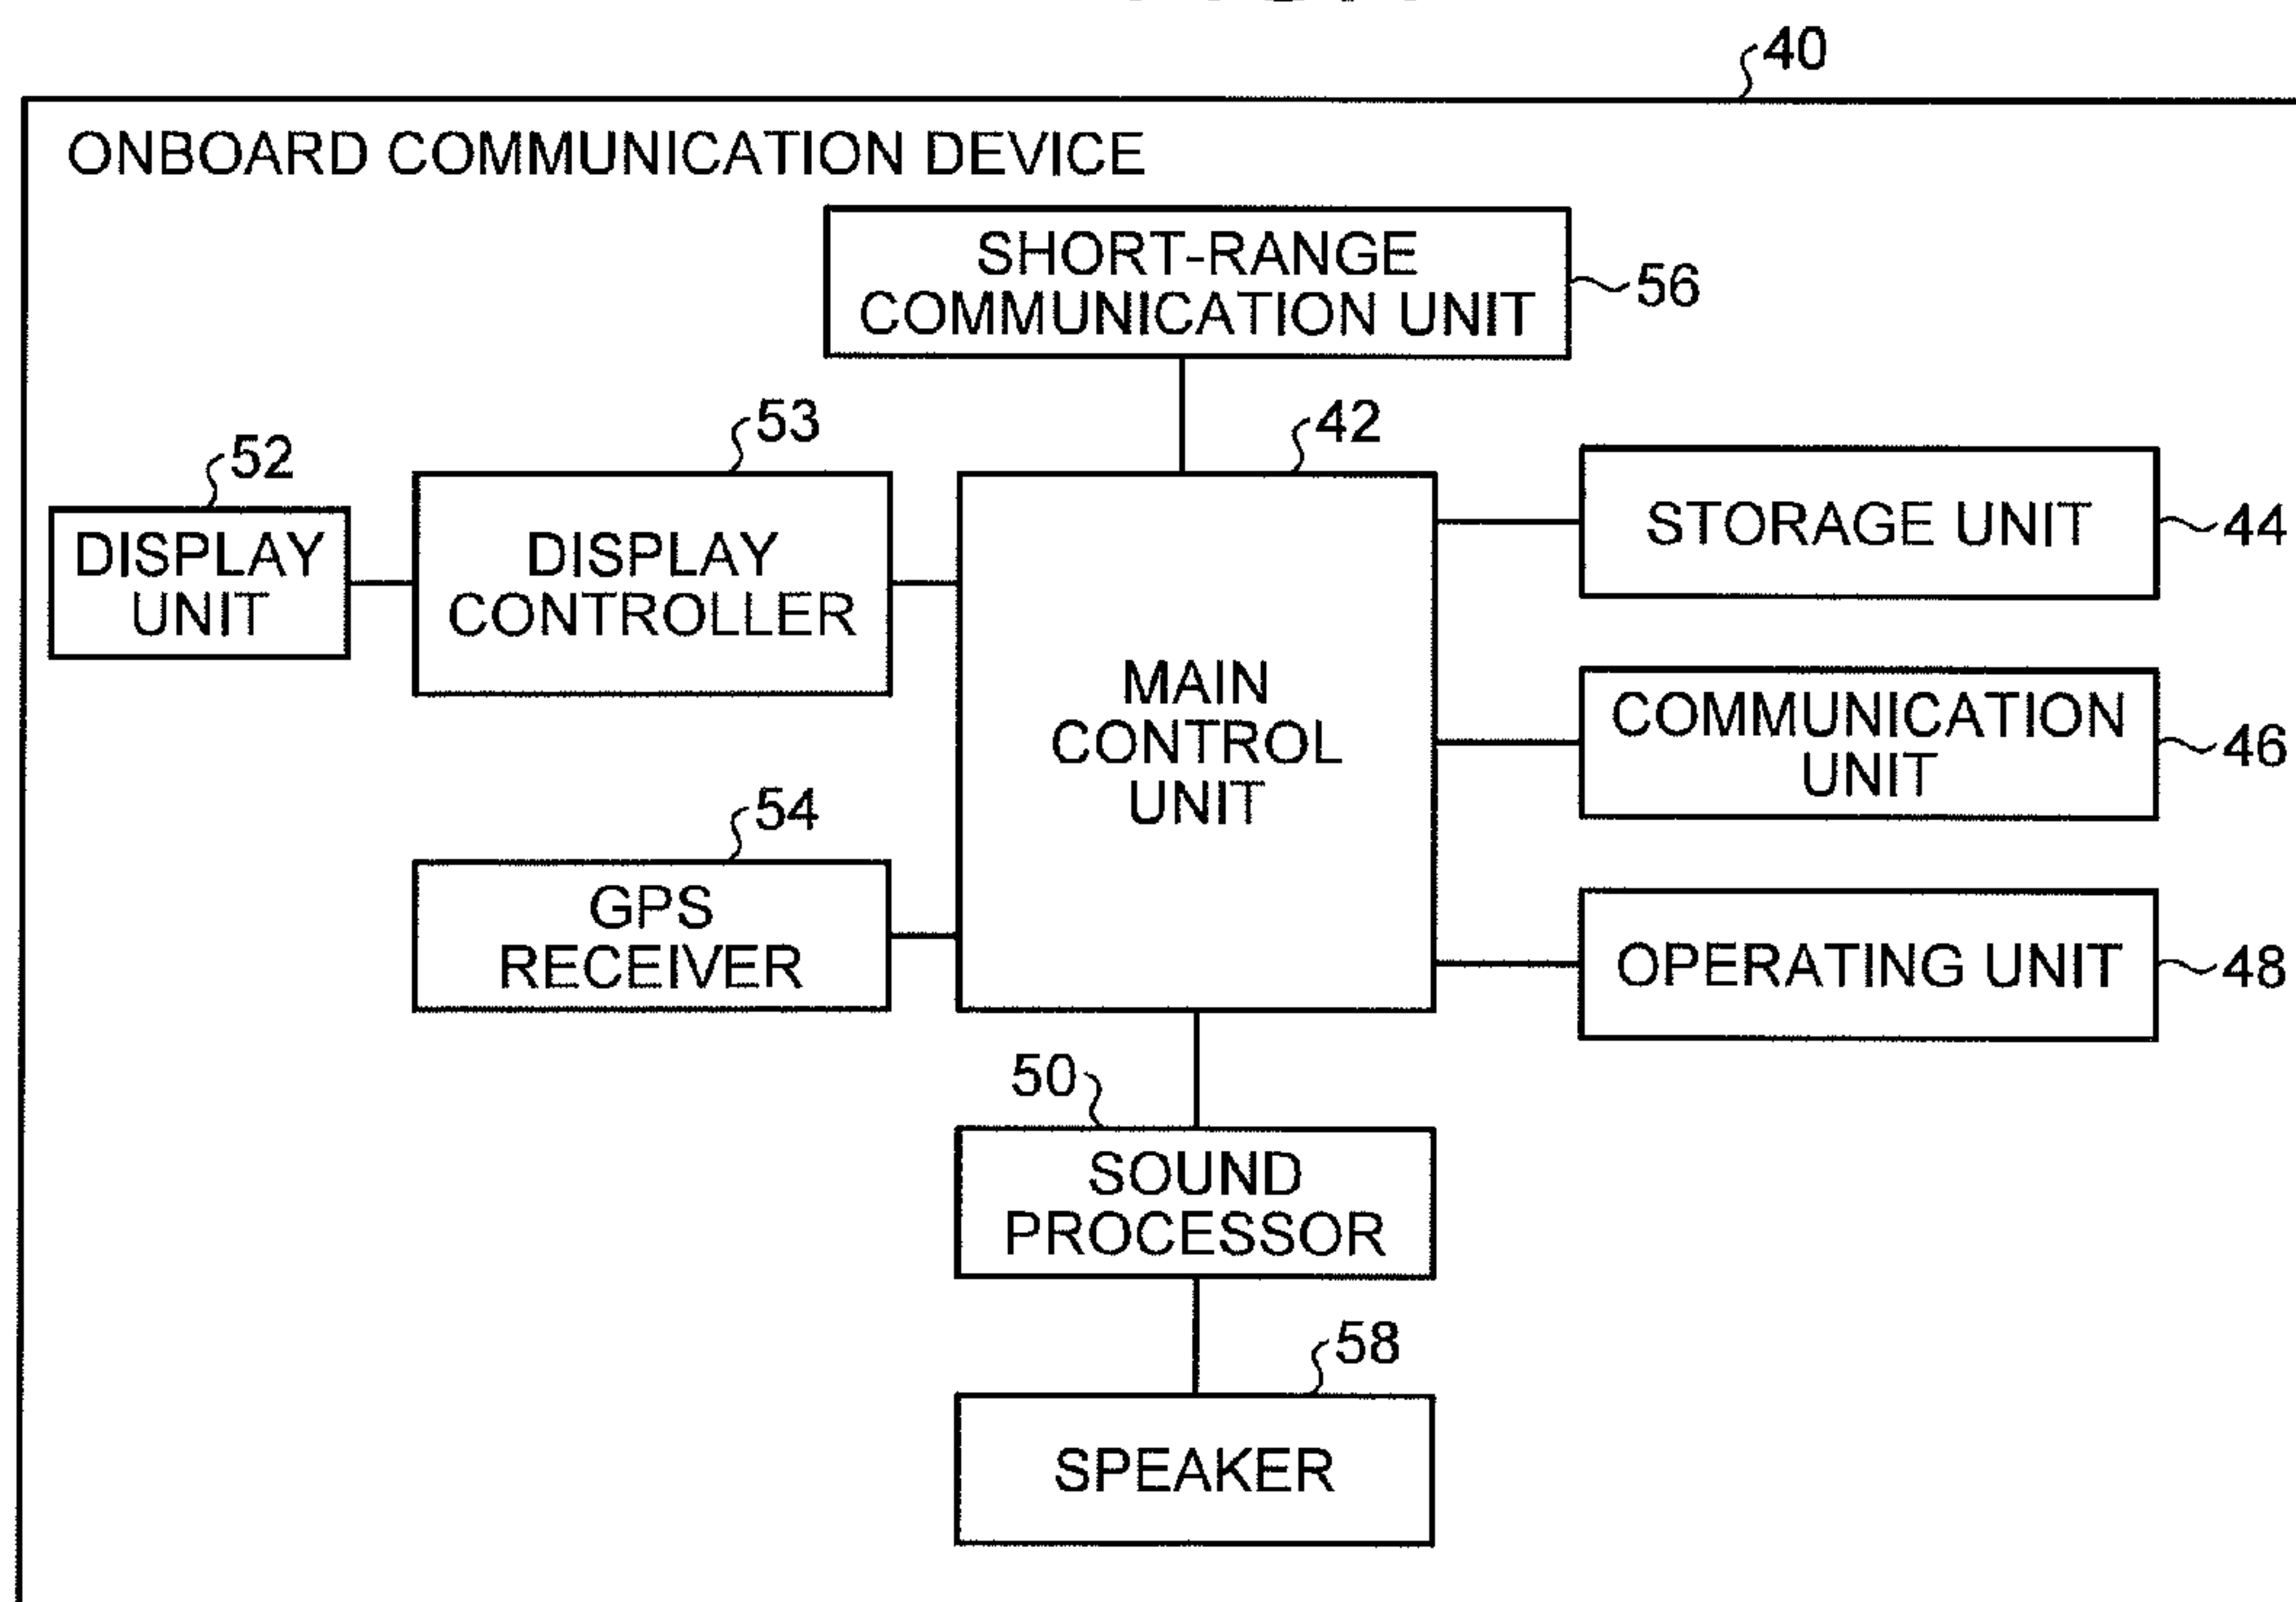 40
ONBOARD COMMUNICATION DEVICE
SHORT-RANGE
COMMUNICATION UNIT
56
52
53
42
DISPLAY
UNIT
DISPLAY
CONTROLLER
MAIN
CONTROL
UNIT
STORAGE UNIT
44
COMMUNICATION
UNIT
46
54
GPS
RECEIVER
OPERATING UNIT
48
50
SOUND
PROCESSOR
58
SPEAKER